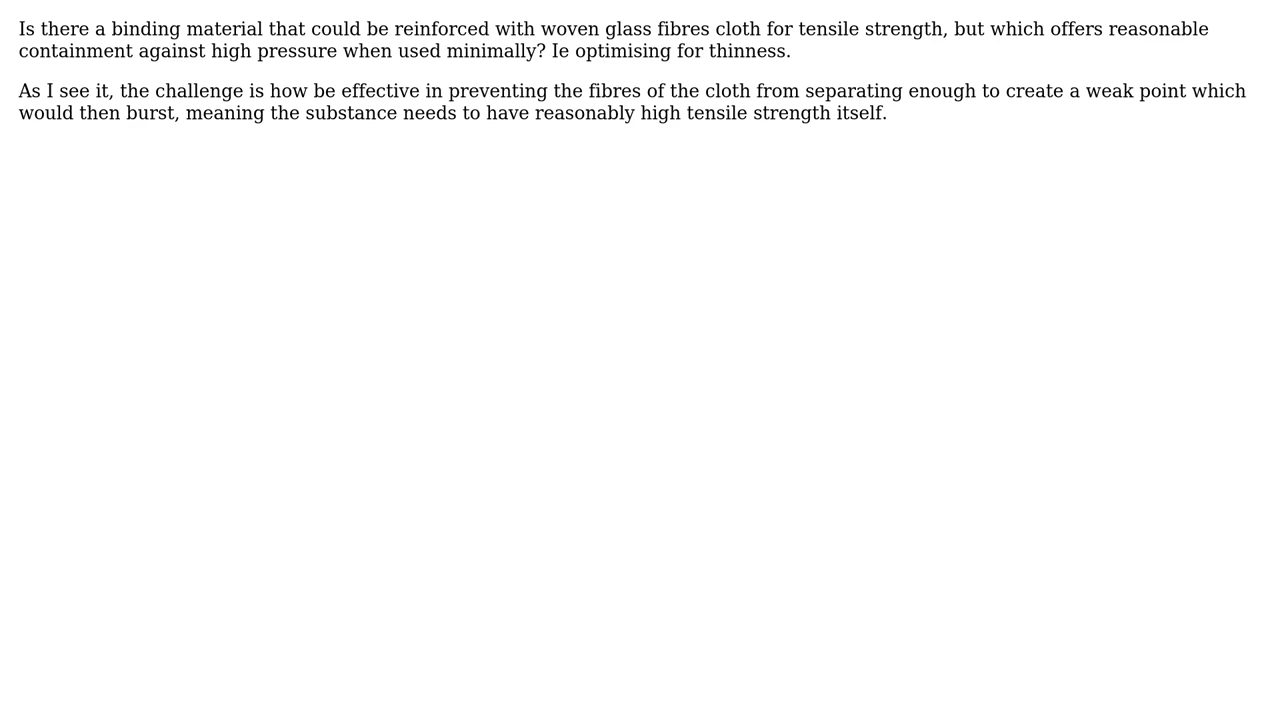 Is there a binding material that could be reinforced with woven glass fibres cloth for tensile strength, but which offers reasonable
containment against high pressure when used minimally? Ie optimising for thinness.
As I see it, the challenge is how be effective in preventing the fibres of the cloth from separating enough to create a weak point which
would then burst, meaning the substance needs to have reasonably high tensile strength itself.